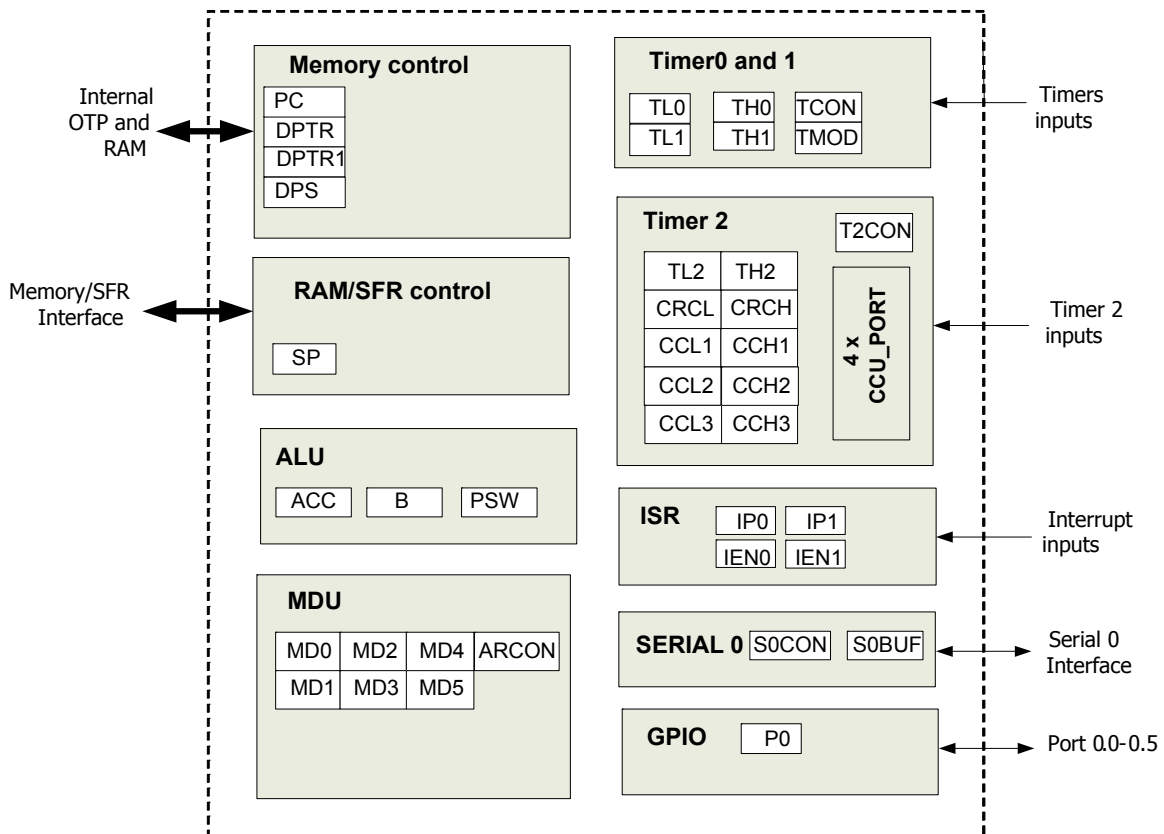 Memory control
PC
DPTR
DPTR1
DPS
Internal
OTP and
RAM
RAM/SFR control
SP
Memory/SFR
Interface
ALU
ACC B PSW
MDU
MD0 MD2 MD4 ARCON
MD1 MD3 MD5
Timer0 and 1
TL0 TH0 TCON
TL1 TH1 TMOD
Timers
inputs
Timer 2
T2CON
TL2 TH2
CRCL CRCH
CCL1 CCH1
CCL2 CCH2
CCL3 CCH3
4 x
CCU_PORT
Timer 2
inputs
ISR
IP0 IP1
IEN0 IEN1
Interrupt
inputs
SERIAL 0 S0CON S0BUF
Serial 0
Interface
GPIO P0
Port 0.0-0.5